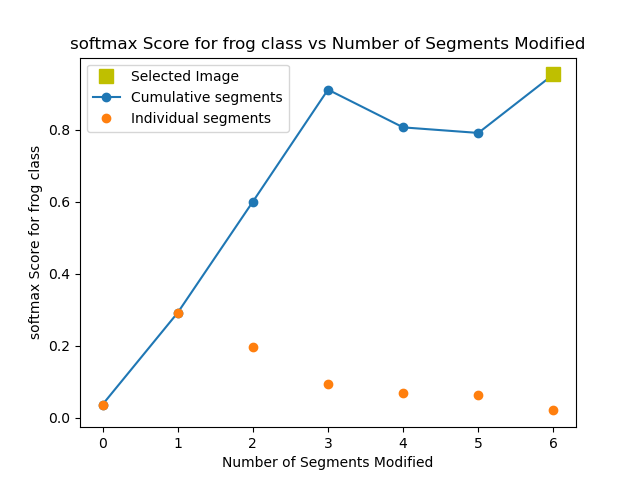 softmax Score for frog class vs Number of Segments Modified
Selected Image
Cumulative segments
Individual segments
softmax Score for frog class
0.8
0.6
0.4
0.2
0.0
0 1 2 3 4 5 6
Number of Segments Modified